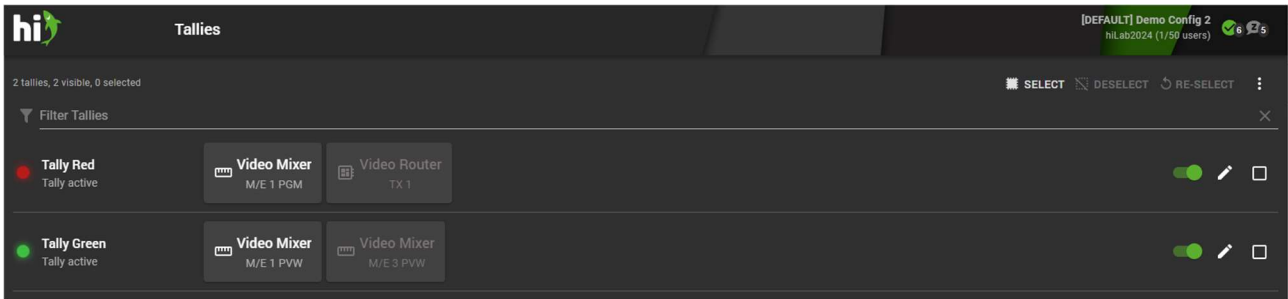 hi
Tallies
[DEFAULT] Demo Config 2
hiLab2024 (1/50 users)
6
5
2 tallies, 2 visible, 0 selected
SELECT
DESELECT
RE-SELECT
Filter Tallies
Tally Red
Tally active
Video Mixer
M/E 1 PGM
Video Router
TX 1
Tally Green
Tally active
Video Mixer
M/E 1 PVW
Video Mixer
M/E 3 PVW